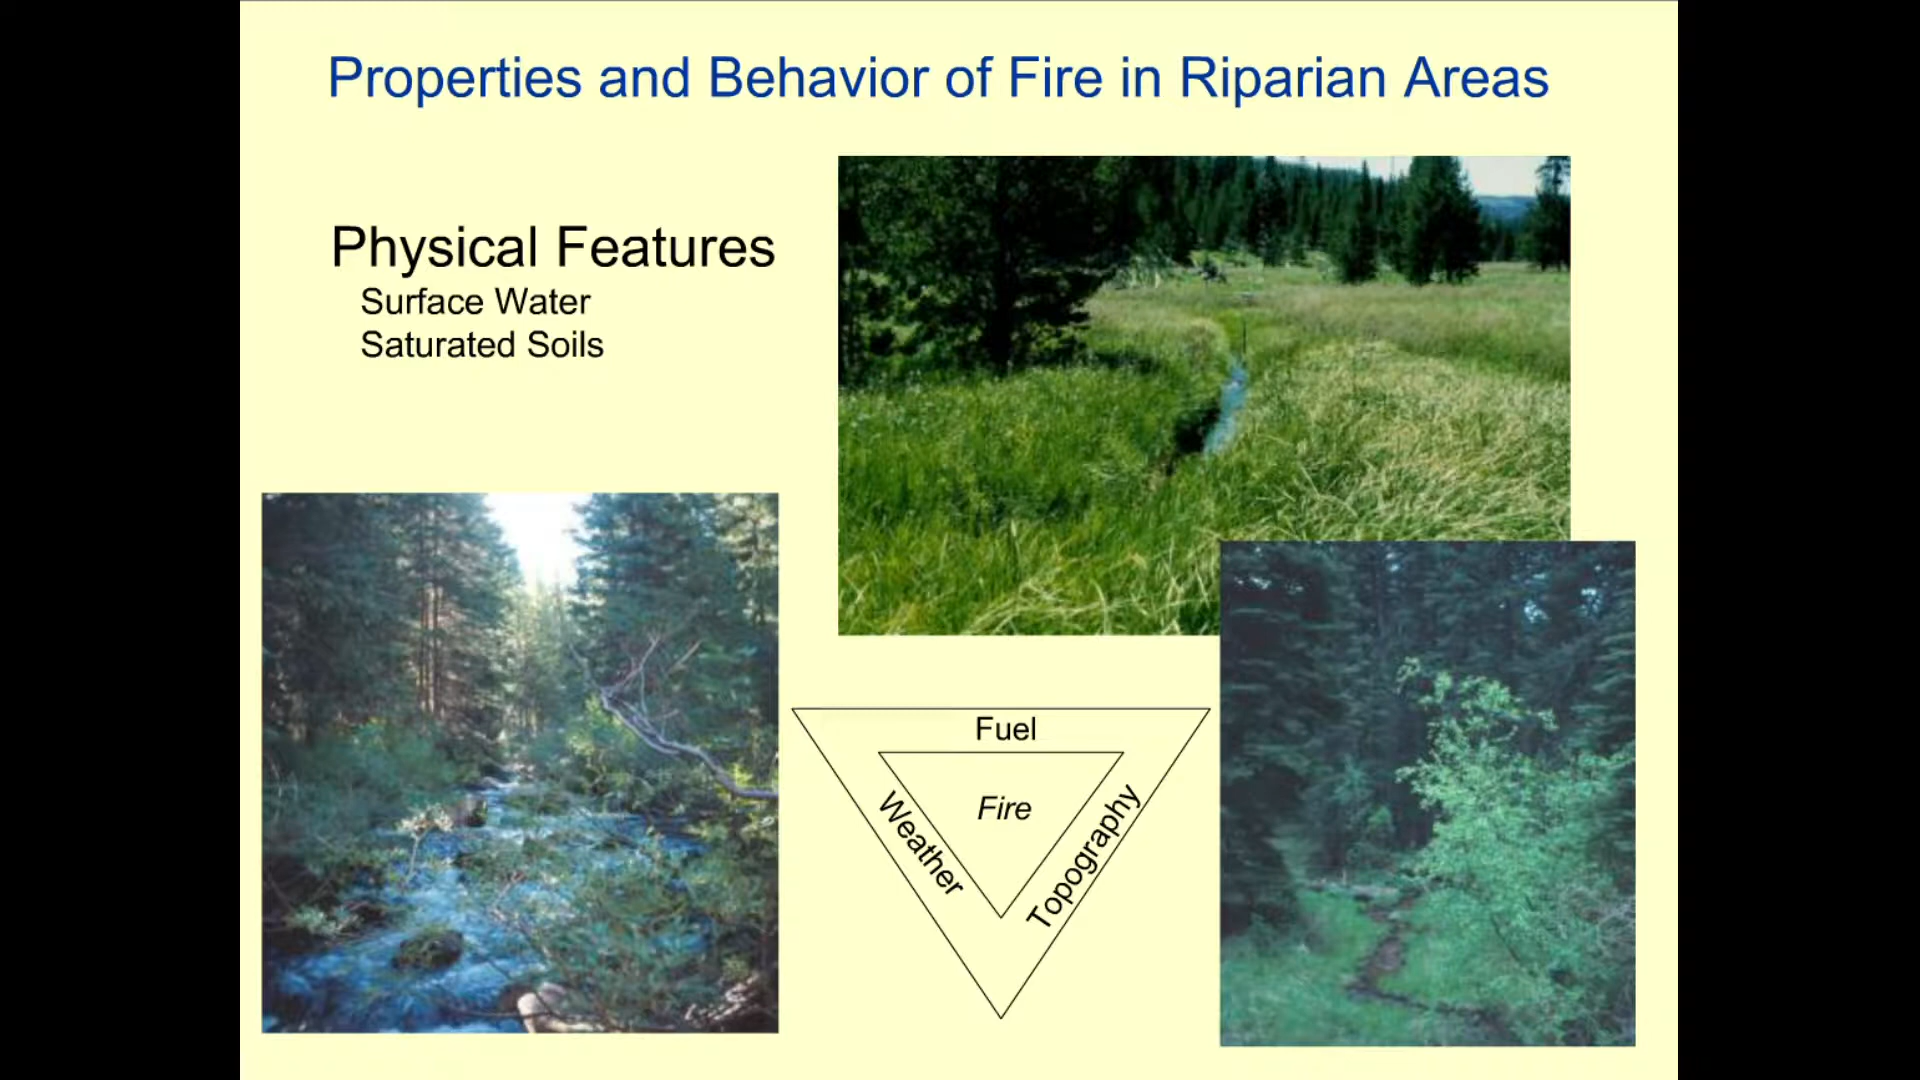 Properties and Behavior of Fire in Riparian Areas
Physical Features
Surface Water
Saturated Soils
Fuel
Fire
Weather
Topography